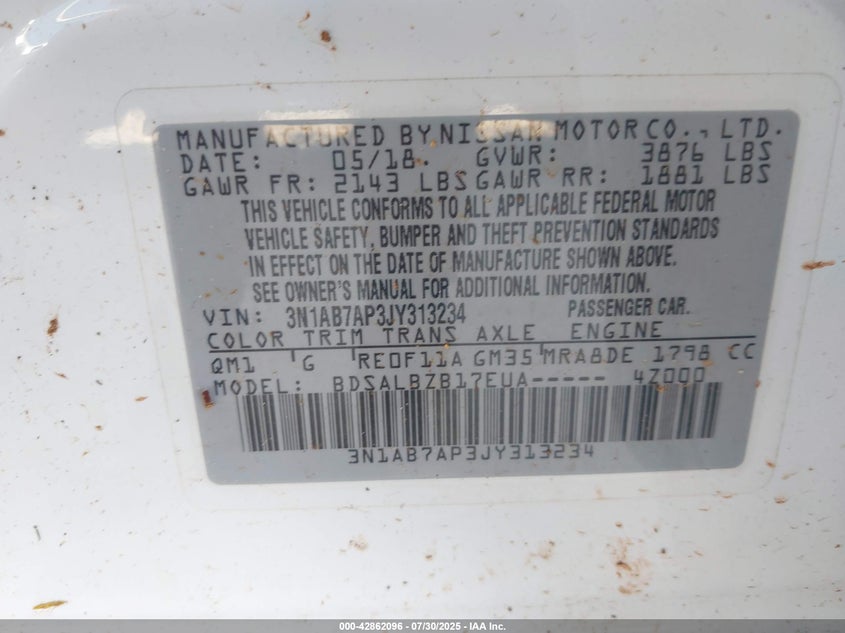 MANUFACTURED BY NISSAN MOTOR CO., LTD.
DATE: 05/18. GVWR: 3876 LBS
GAWR FR: 2143 LBS GAWR RR: 1881 LBS
THIS VEHICLE CONFORMS TO ALL APPLICABLE FEDERAL MOTOR
VEHICLE SAFETY, BUMPER AND THEFT PREVENTION STANDARDS
IN EFFECT ON THE DATE OF MANUFACTURE SHOWN ABOVE.
SEE OWNER'S MANUAL FOR ADDITIONAL INFORMATION.
VIN: 3N1AB7AP3JY313234 PASSENGER CAR.
COLOR TRIM TRANS AXLE ENGINE
QM1 G RE0F11A GM35 MRA8DE 1798 CC
MODEL: BDSALBZB17EUA----- 4Z000
3N1AB7AP3JY313234
000-42862096 - 07/30/2025 - IAA Inc.